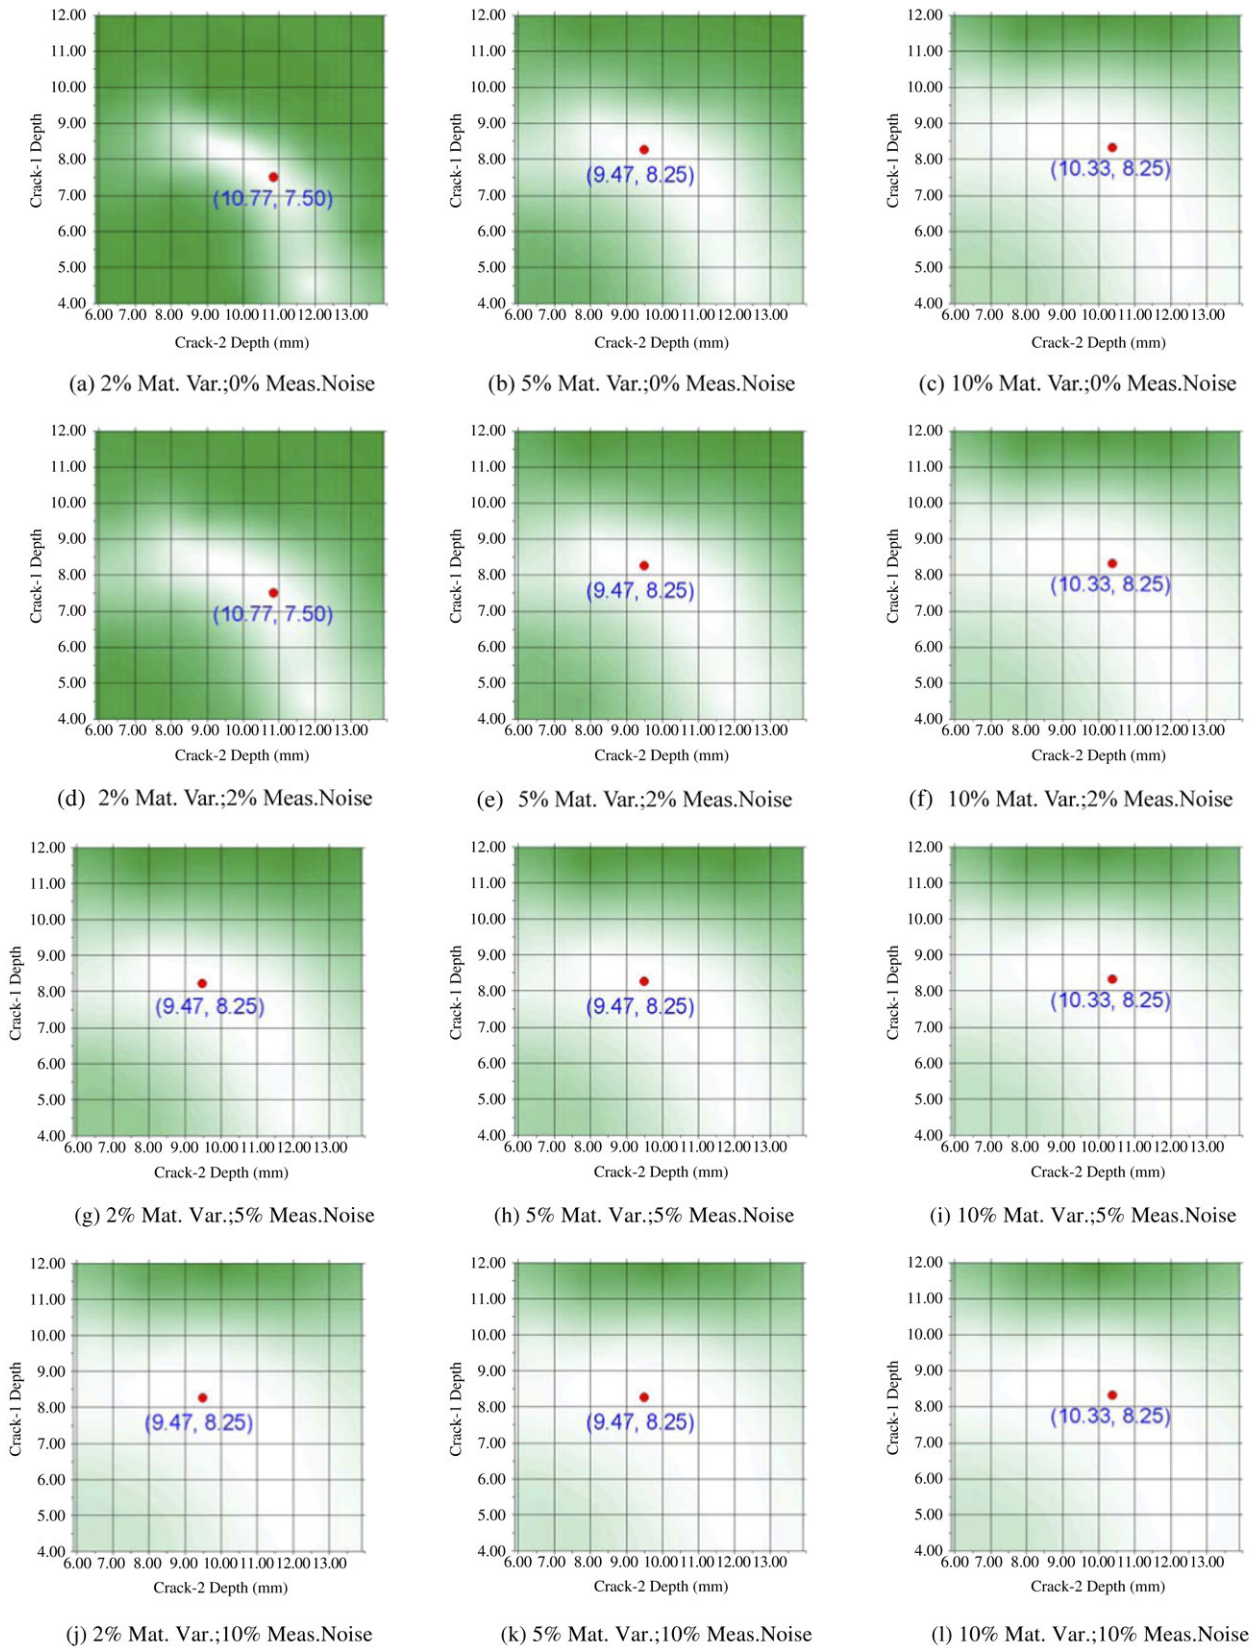 12.00
11.00
10.00
9.00
8.00
7.00
6.00
5.00
4.00
Crack-1 Depth
(10.77, 7.50)
6.00 7.00 8.00 9.00 10.00 11.00 12.00 13.00
Crack-2 Depth (mm)
(a) 2% Mat. Var.;0% Meas.Noise
12.00
11.00
10.00
9.00
8.00
7.00
6.00
5.00
4.00
Crack-1 Depth
(9.47, 8.25)
6.00 7.00 8.00 9.00 10.00 11.00 12.00 13.00
Crack-2 Depth (mm)
(b) 5% Mat. Var.;0% Meas.Noise
12.00
11.00
10.00
9.00
8.00
7.00
6.00
5.00
4.00
Crack-1 Depth
(10.33, 8.25)
6.00 7.00 8.00 9.00 10.00 11.00 12.00 13.00
Crack-2 Depth (mm)
(c) 10% Mat. Var.;0% Meas.Noise
12.00
11.00
10.00
9.00
8.00
7.00
6.00
5.00
4.00
Crack-1 Depth
(10.77, 7.50)
6.00 7.00 8.00 9.00 10.00 11.00 12.00 13.00
Crack-2 Depth (mm)
(d) 2% Mat. Var.;2% Meas.Noise
12.00
11.00
10.00
9.00
8.00
7.00
6.00
5.00
4.00
Crack-1 Depth
(9.47, 8.25)
6.00 7.00 8.00 9.00 10.00 11.00 12.00 13.00
Crack-2 Depth (mm)
(e) 5% Mat. Var.;2% Meas.Noise
12.00
11.00
10.00
9.00
8.00
7.00
6.00
5.00
4.00
Crack-1 Depth
(10.33, 8.25)
6.00 7.00 8.00 9.00 10.00 11.00 12.00 13.00
Crack-2 Depth (mm)
(f) 10% Mat. Var.;2% Meas.Noise
12.00
11.00
10.00
9.00
8.00
7.00
6.00
5.00
4.00
Crack-1 Depth
(9.47, 8.25)
6.00 7.00 8.00 9.00 10.00 11.00 12.00 13.00
Crack-2 Depth (mm)
(g) 2% Mat. Var.;5% Meas.Noise
12.00
11.00
10.00
9.00
8.00
7.00
6.00
5.00
4.00
Crack-1 Depth
(9.47, 8.25)
6.00 7.00 8.00 9.00 10.00 11.00 12.00 13.00
Crack-2 Depth (mm)
(h) 5% Mat. Var.;5% Meas.Noise
12.00
11.00
10.00
9.00
8.00
7.00
6.00
5.00
4.00
Crack-1 Depth
(10.33, 8.25)
6.00 7.00 8.00 9.00 10.00 11.00 12.00 13.00
Crack-2 Depth (mm)
(i) 10% Mat. Var.;5% Meas.Noise
12.00
11.00
10.00
9.00
8.00
7.00
6.00
5.00
4.00
Crack-1 Depth
(9.47, 8.25)
6.00 7.00 8.00 9.00 10.00 11.00 12.00 13.00
Crack-2 Depth (mm)
(j) 2% Mat. Var.;10% Meas.Noise
12.00
11.00
10.00
9.00
8.00
7.00
6.00
5.00
4.00
Crack-1 Depth
(9.47, 8.25)
6.00 7.00 8.00 9.00 10.00 11.00 12.00 13.00
Crack-2 Depth (mm)
(k) 5% Mat. Var.;10% Meas.Noise
12.00
11.00
10.00
9.00
8.00
7.00
6.00
5.00
4.00
Crack-1 Depth
(10.33, 8.25)
6.00 7.00 8.00 9.00 10.00 11.00 12.00 13.00
Crack-2 Depth (mm)
(l) 10% Mat. Var.;10% Meas.Noise